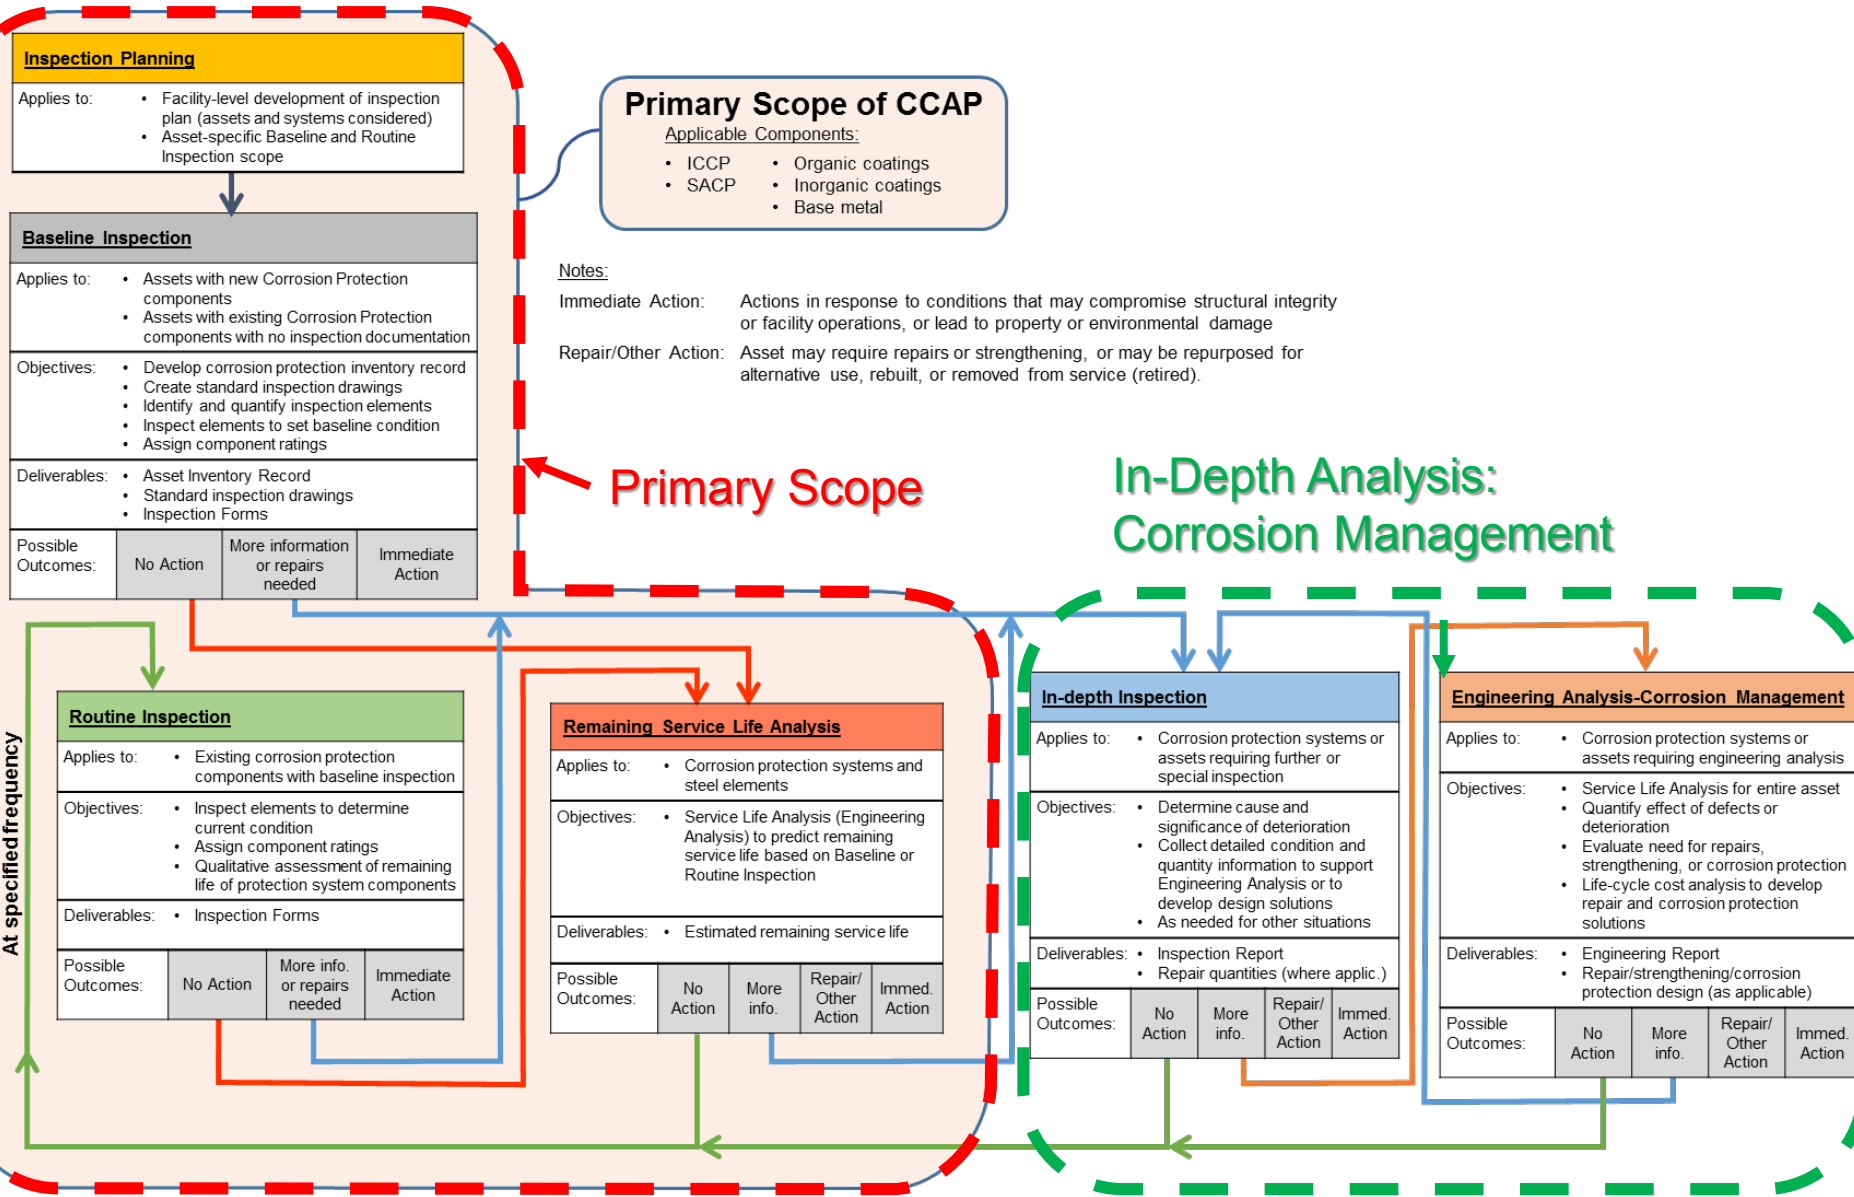 Inspection Planning
Applies to:
• Facility-level development of inspection
plan (assets and systems considered)
• Asset-specific Baseline and Routine
Inspection scope
Primary Scope of CCAP
Applicable Components:
• ICCP
• SACP
• Organic coatings
• Inorganic coatings
• Base metal
Baseline Inspection
Applies to:
• Assets with new Corrosion Protection
components
• Assets with existing Corrosion Protection
components with no inspection documentation
Objectives:
• Develop corrosion protection inventory record
• Create standard inspection drawings
• Identify and quantify inspection elements
• Inspect elements to set baseline condition
• Assign component ratings
Deliverables:
• Asset Inventory Record
• Standard inspection drawings
• Inspection Forms
Possible
Outcomes:
No Action
More information
or repairs
needed
Immediate
Action
Notes:
Immediate Action: Actions in response to conditions that may compromise structural integrity
or facility operations, or lead to property or environmental damage
Repair/Other Action: Asset may require repairs or strengthening, or may be repurposed for
alternative use, rebuilt, or removed from service (retired).
Primary Scope
In-Depth Analysis:
Corrosion Management
At specified frequency
Routine Inspection
Applies to:
• Existing corrosion protection
components with baseline inspection
Objectives:
• Inspect elements to determine
current condition
• Assign component ratings
• Qualitative assessment of remaining
life of protection system components
Deliverables:
• Inspection Forms
Possible
Outcomes:
No Action
More info.
or repairs
needed
Immediate
Action
Remaining Service Life Analysis
Applies to:
• Corrosion protection systems and
steel elements
Objectives:
• Service Life Analysis (Engineering
Analysis) to predict remaining
service life based on Baseline or
Routine Inspection
Deliverables:
• Estimated remaining service life
Possible
Outcomes:
No
Action
More
info.
Repair/
Other
Action
Immed.
Action
In-depth Inspection
Applies to:
• Corrosion protection systems or
assets requiring further or
special inspection
Objectives:
• Determine cause and
significance of deterioration
• Collect detailed condition and
quantity information to support
Engineering Analysis or to
develop design solutions
• As needed for other situations
Deliverables:
• Inspection Report
• Repair quantities (where applic.)
Possible
Outcomes:
No
Action
More
info.
Repair/
Other
Action
Immed.
Action
Engineering Analysis-Corrosion Management
Applies to:
• Corrosion protection systems or
assets requiring engineering analysis
Objectives:
• Service Life Analysis for entire asset
• Quantify effect of defects or
deterioration
• Evaluate need for repairs,
strengthening, or corrosion protection
• Life-cycle cost analysis to develop
repair and corrosion protection
solutions
Deliverables:
• Engineering Report
• Repair/strengthening/corrosion
protection design (as applicable)
Possible
Outcomes:
No
Action
More
info.
Repair/
Other
Action
Immed.
Action